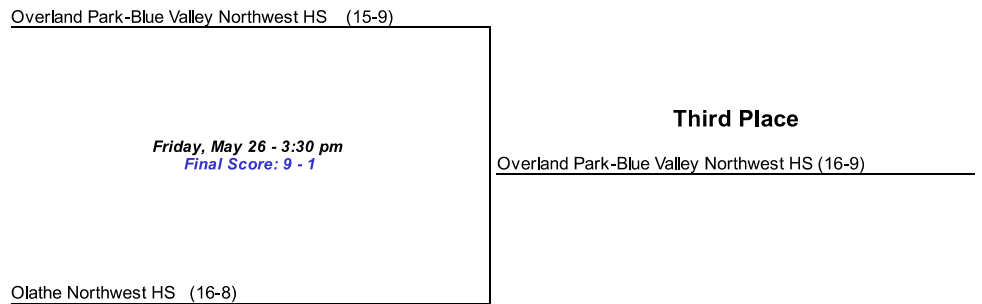 Overland Park-Blue Valley Northwest HS (15-9)
Third Place
Friday, May 26 - 3:30 pm
Final Score: 9 - 1
Overland Park-Blue Valley Northwest HS (16-9)
Olathe Northwest HS (16-8)